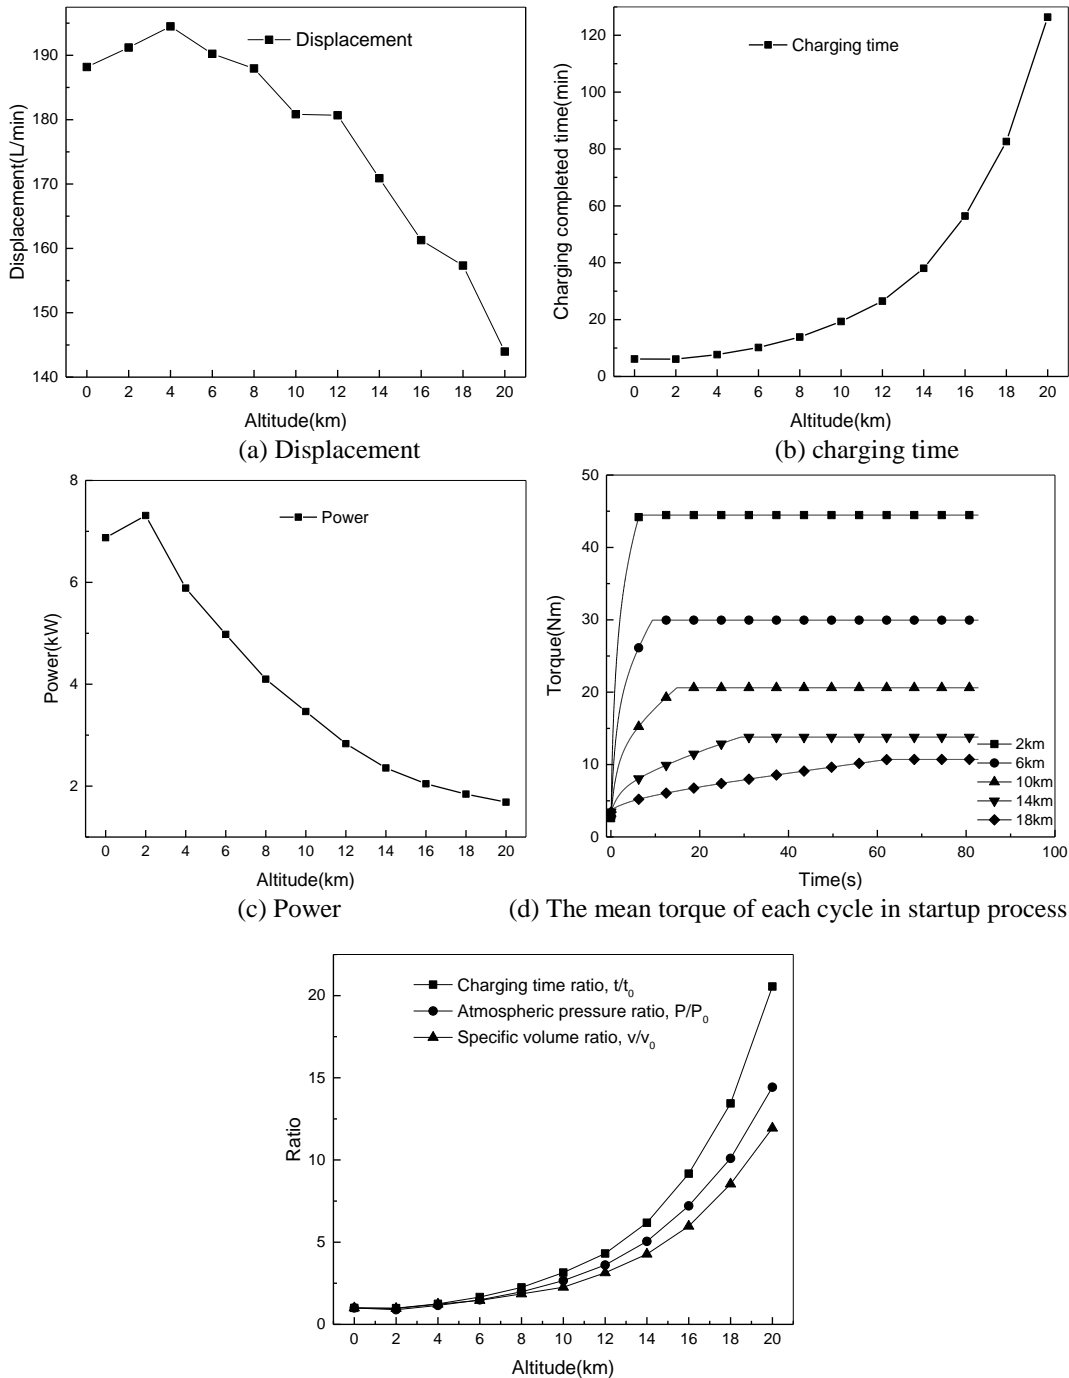 Displacement
190
180
170
160
150
140
Displacement(L/min)
0 2 4 6 8 10 12 14 16 18 20
Altitude(km)
(a) Displacement
Charging time
120
100
80
60
40
20
0
Charging completed time(min)
0 2 4 6 8 10 12 14 16 18 20
Altitude(km)
(b) charging time
Power
8
6
4
2
Power(kW)
0 2 4 6 8 10 12 14 16 18 20
Altitude(km)
(c) Power
50
40
30
20
10
0
Torque(Nm)
2km
6km
10km
14km
18km
0 20 40 60 80 100
Time(s)
(d) The mean torque of each cycle in startup process
Charging time ratio, t/t0
Atmospheric pressure ratio, P/P0
Specific volume ratio, v/v0
20
15
10
5
0
Ratio
0 2 4 6 8 10 12 14 16 18 20
Altitude(km)